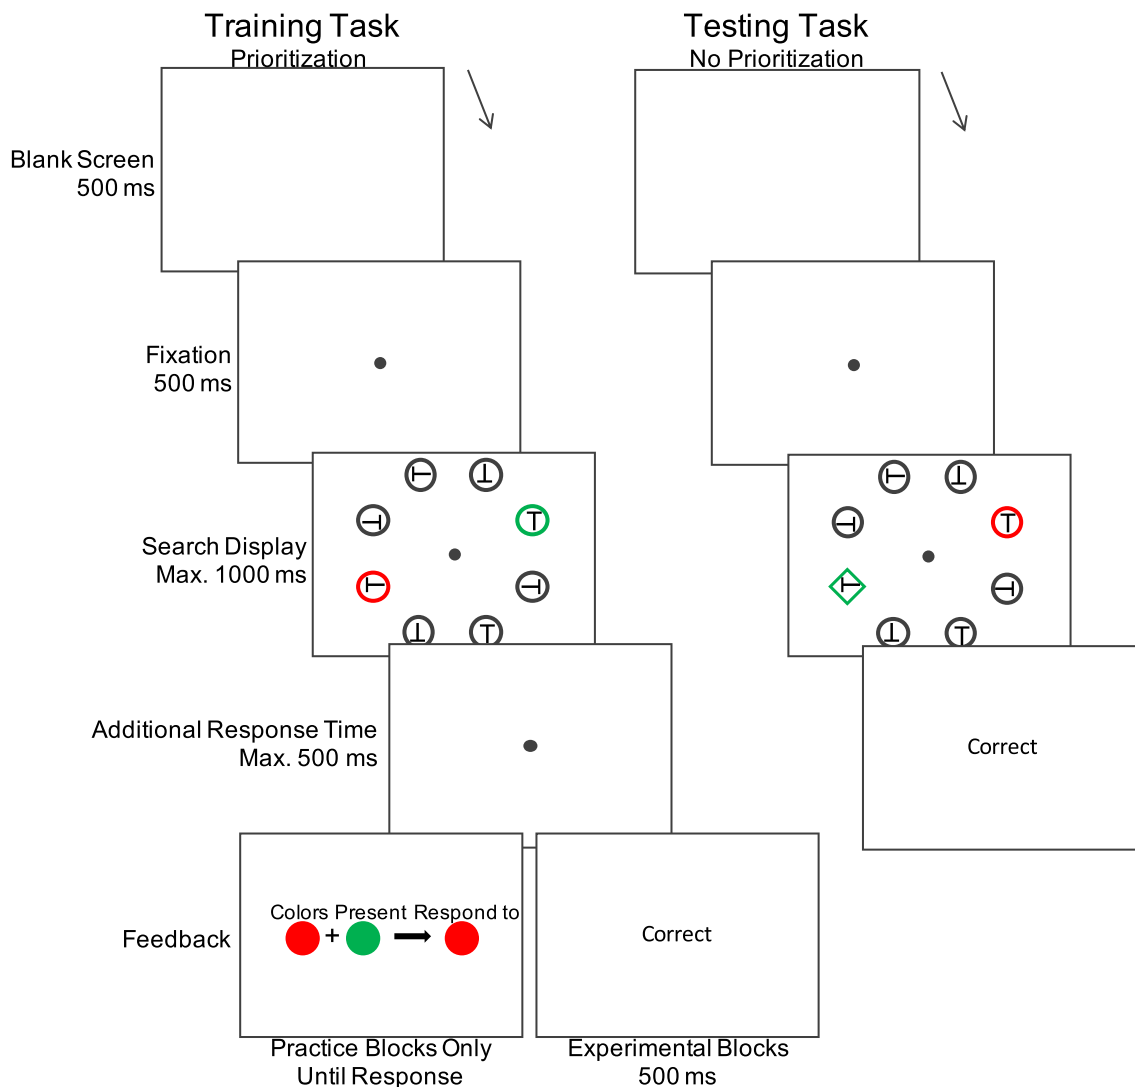 Training Task
Prioritization
Testing Task
No Prioritization
Blank Screen
500 ms
Fixation
500 ms
Search Display
Max. 1000 ms
T T
T T
T T
T T
T T
T T
T T
T T
Additional Response Time
Max. 500 ms
Correct
Feedback
Colors Present Respond to
+
Correct
Practice Blocks Only
Until Response
Experimental Blocks
500 ms